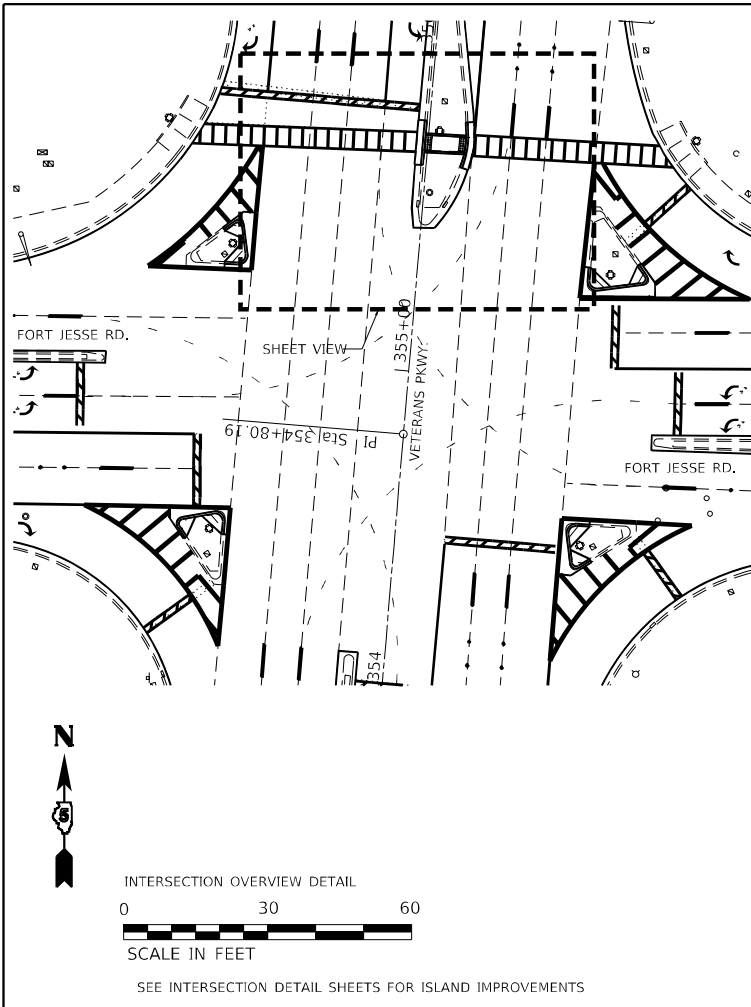 FORT JESSE RD.
SHEET VIEW
355+00
VETERANS PKWY.
PI Sta 354+80.19
FORT JESSE RD.
354
N
5
INTERSECTION OVERVIEW DETAIL
0 30 60
SCALE IN FEET
SEE INTERSECTION DETAIL SHEETS FOR ISLAND IMPROVEMENTS